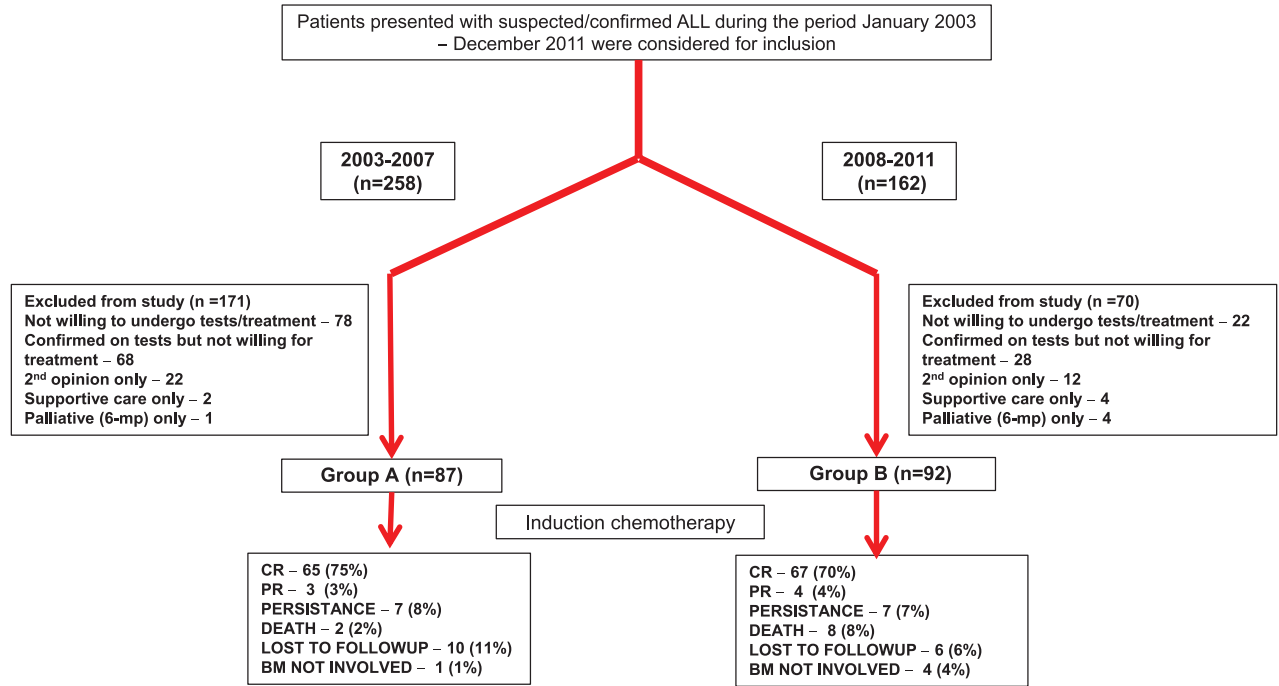 Patients presented with suspected/confirmed ALL during the period January 2003
– December 2011 were considered for inclusion
2003-2007
(n=258)
2008-2011
(n=162)
Excluded from study (n =171)
Not willing to undergo tests/treatment – 78
Confirmed on tests but not willing for
treatment – 68
2nd opinion only – 22
Supportive care only – 2
Palliative (6-mp) only – 1
Excluded from study (n =70)
Not willing to undergo tests/treatment – 22
Confirmed on tests but not willing for
treatment – 28
2nd opinion only – 12
Supportive care only – 4
Palliative (6-mp) only – 4
Group A (n=87)
Group B (n=92)
Induction chemotherapy
CR – 65 (75%)
PR – 3 (3%)
PERSISTANCE – 7 (8%)
DEATH – 2 (2%)
LOST TO FOLLOWUP – 10 (11%)
BM NOT INVOLVED – 1 (1%)
CR – 67 (70%)
PR – 4 (4%)
PERSISTANCE – 7 (7%)
DEATH – 8 (8%)
LOST TO FOLLOWUP – 6 (6%)
BM NOT INVOLVED – 4 (4%)